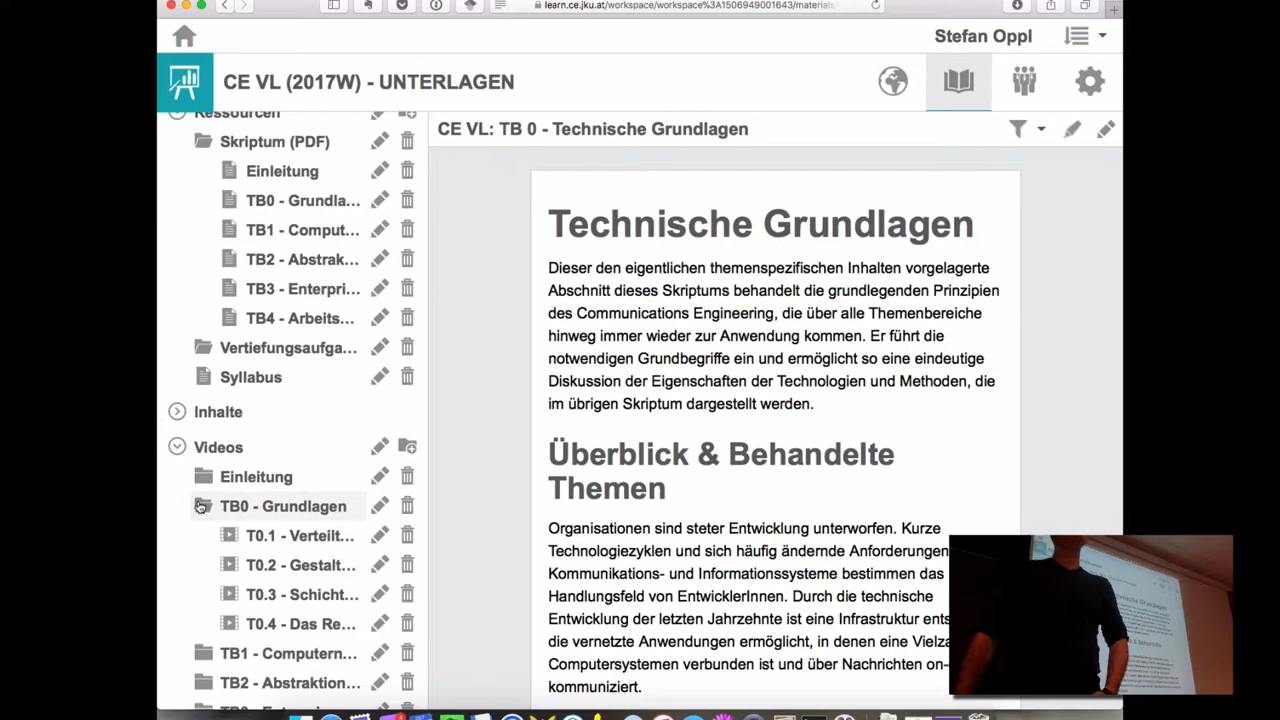 learn.ce.jku.at/workspace/workspace%3A1506949001643/materials
Stefan Oppl
CE VL (2017W) - UNTERLAGEN
Ressourcen
Skriptum (PDF)
Einleitung
TB0 - Grundla...
TB1 - Comput...
TB2 - Abstrak...
TB3 - Enterpri...
TB4 - Arbeits...
Vertiefungsaufga...
Syllabus
Inhalte
Videos
Einleitung
TB0 - Grundlagen
T0.1 - Verteilt...
T0.2 - Gestalt...
T0.3 - Schicht...
T0.4 - Das Re...
TB1 - Computern...
TB2 - Abstraktion...
CE VL: TB 0 - Technische Grundlagen
Technische Grundlagen
Dieser den eigentlichen themenspezifischen Inhalten vorgelagerte
Abschnitt dieses Skriptums behandelt die grundlegenden Prinzipien
des Communications Engineering, die über alle Themenbereiche
hinweg immer wieder zur Anwendung kommen. Er führt die
notwendigen Grundbegriffe ein und ermöglicht so eine eindeutige
Diskussion der Eigenschaften der Technologien und Methoden, die
im übrigen Skriptum dargestellt werden.
Überblick & Behandelte
Themen
Organisationen sind steter Entwicklung unterworfen. Kurze
Technologiezyklen und sich häufig ändernde Anforderungen
Kommunikations- und Informationssysteme bestimmen das
Handlungsfeld von EntwicklerInnen. Durch die technische
Entwicklung der letzten Jahrzehnte ist eine Infrastruktur ents
die vernetzte Anwendungen ermöglicht, in denen eine Vielza
Computersystemen verbunden ist und über Nachrichten on-
kommuniziert.